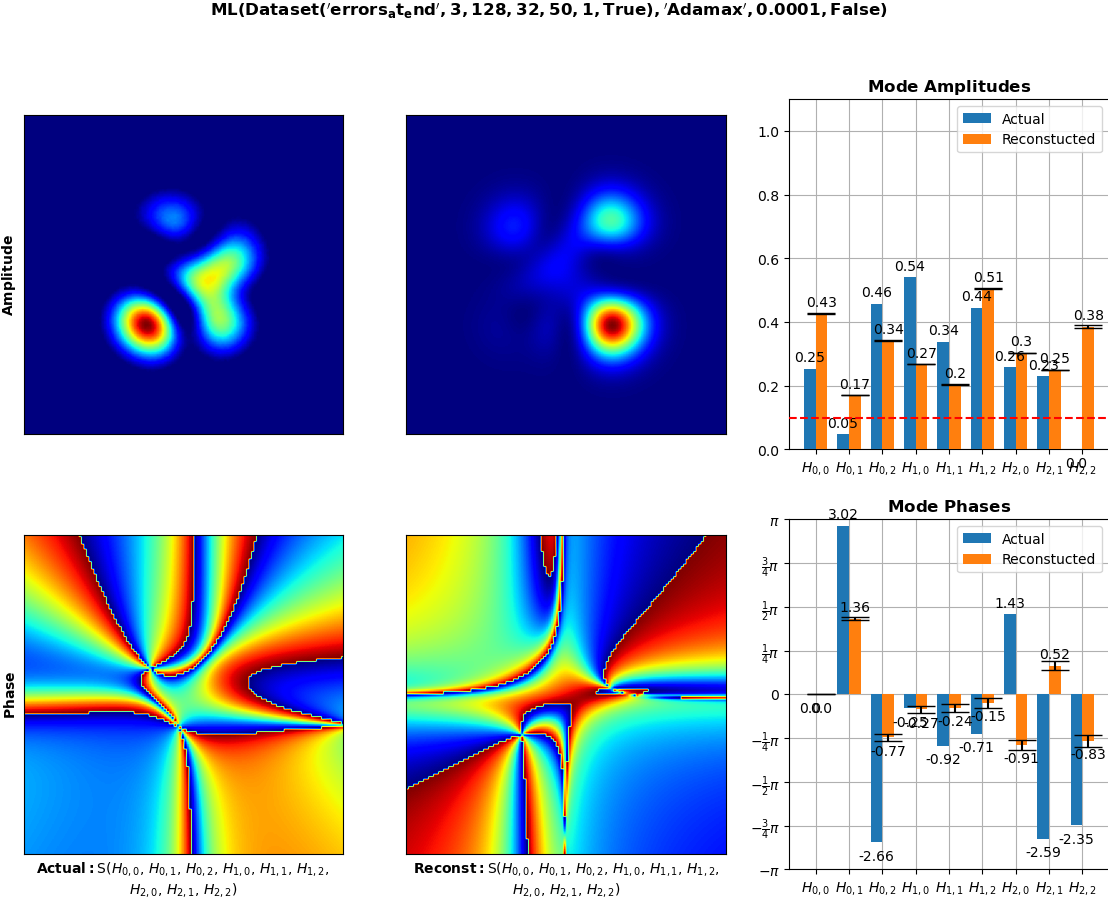 ML(Dataset('errorsₐtₑnd', 3, 128, 32, 50, 1, True), 'Adamax', 0.0001, False)
Amplitude
Mode Amplitudes
Actual
Reconstucted
1.0
0.8
0.6
0.4
0.2
0.0
0.25
0.43
0.05
0.17
0.46
0.34
0.54
0.27
0.34
0.2
0.44
0.51
0.26
0.3
0.23
0.25
0.0
0.38
H₀,₀ H₀,₁ H₀,₂ H₁,₀ H₁,₁ H₁,₂ H₂,₀ H₂,₁ H₂,₂
Phase
Mode Phases
Actual
Reconstucted
π
¾π
½π
¼π
0
−¼π
−½π
−¾π
−π
0.0
0.0
3.02
1.36
-2.66
-0.77
-0.25
-0.27
-0.92
-0.24
-0.71
-0.15
1.43
-0.91
-2.59
0.52
-2.35
-0.83
H₀,₀ H₀,₁ H₀,₂ H₁,₀ H₁,₁ H₁,₂ H₂,₀ H₂,₁ H₂,₂
Actual: S(H₀,₀, H₀,₁, H₀,₂, H₁,₀, H₁,₁, H₁,₂,
H₂,₀, H₂,₁, H₂,₂)
Reconst: S(H₀,₀, H₀,₁, H₀,₂, H₁,₀, H₁,₁, H₁,₂,
H₂,₀, H₂,₁, H₂,₂)